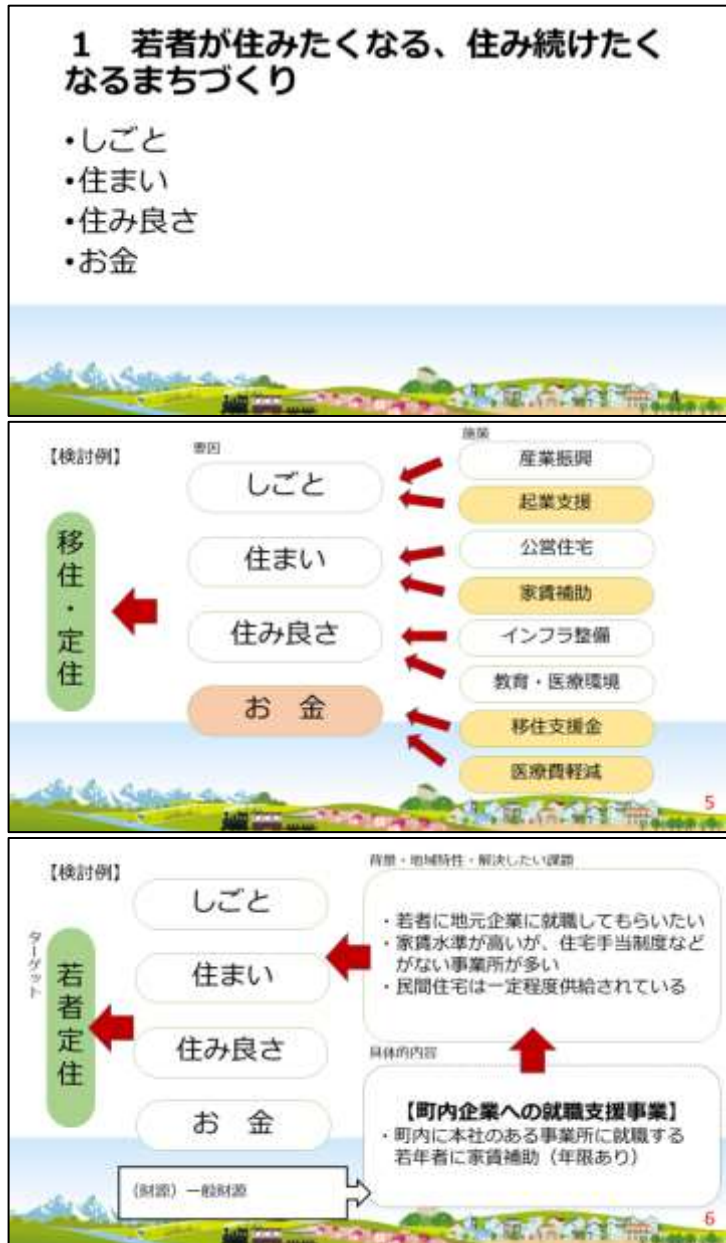 1　若者が住みたくなる、住み続けたく
なるまちづくり
・しごと
・住まい
・住み良さ
・お金
4
【検討例】
要因
施策
移住・定住
しごと
住まい
住み良さ
お　金
産業振興
起業支援
公営住宅
家賃補助
インフラ整備
教育・医療環境
移住支援金
医療費軽減
5
【検討例】
ターゲット
若者定住
しごと
住まい
住み良さ
お　金
(財源) 一般財源
背景・地域特性・解決したい課題
・若者に地元企業に就職してもらいたい
・家賃水準が高いが、住宅手当制度など
がない事業所が多い
・民間住宅は一定程度供給されている
具体的内容
【町内企業への就職支援事業】
・町内に本社のある事業所に就職する
若年者に家賃補助（年限あり）
6